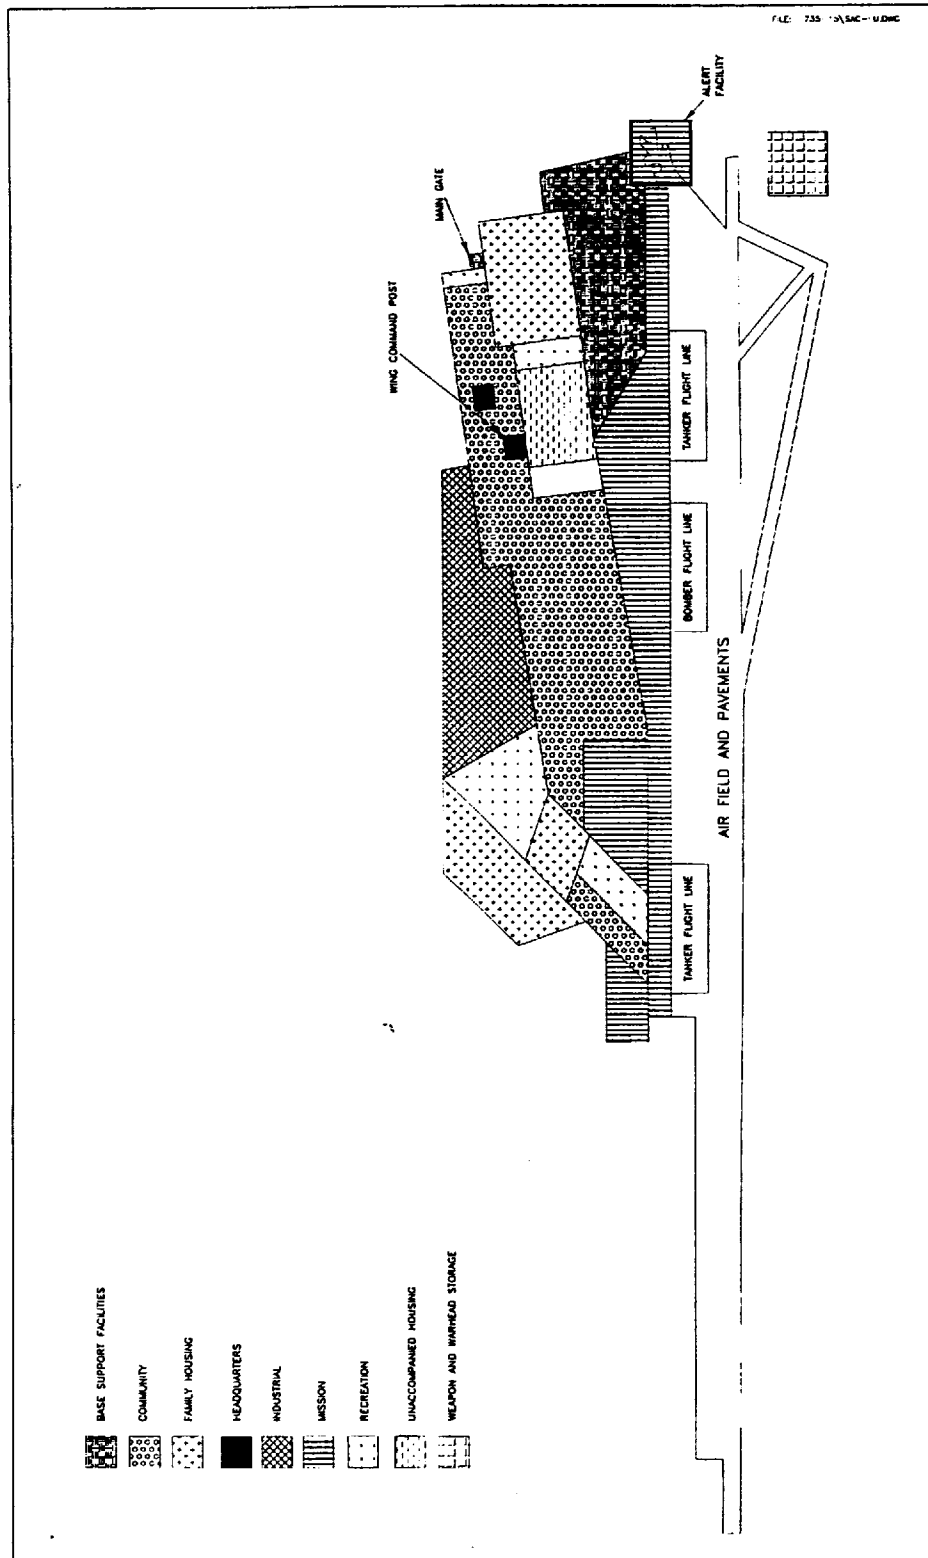 ALERT
FACILITY
MAIN GATE
WING COMMAND POST
TANKER FLIGHT LINE
BOMBER FLIGHT LINE
AIR FIELD AND PAVEMENTS
TANKER FLIGHT LINE
BASE SUPPORT FACILITIES
COMMUNITY
FAMILY HOUSING
HEADQUARTERS
INDUSTRIAL
MISSION
RECREATION
UNACCOMPANIED HOUSING
WEAPON AND WARHEAD STORAGE